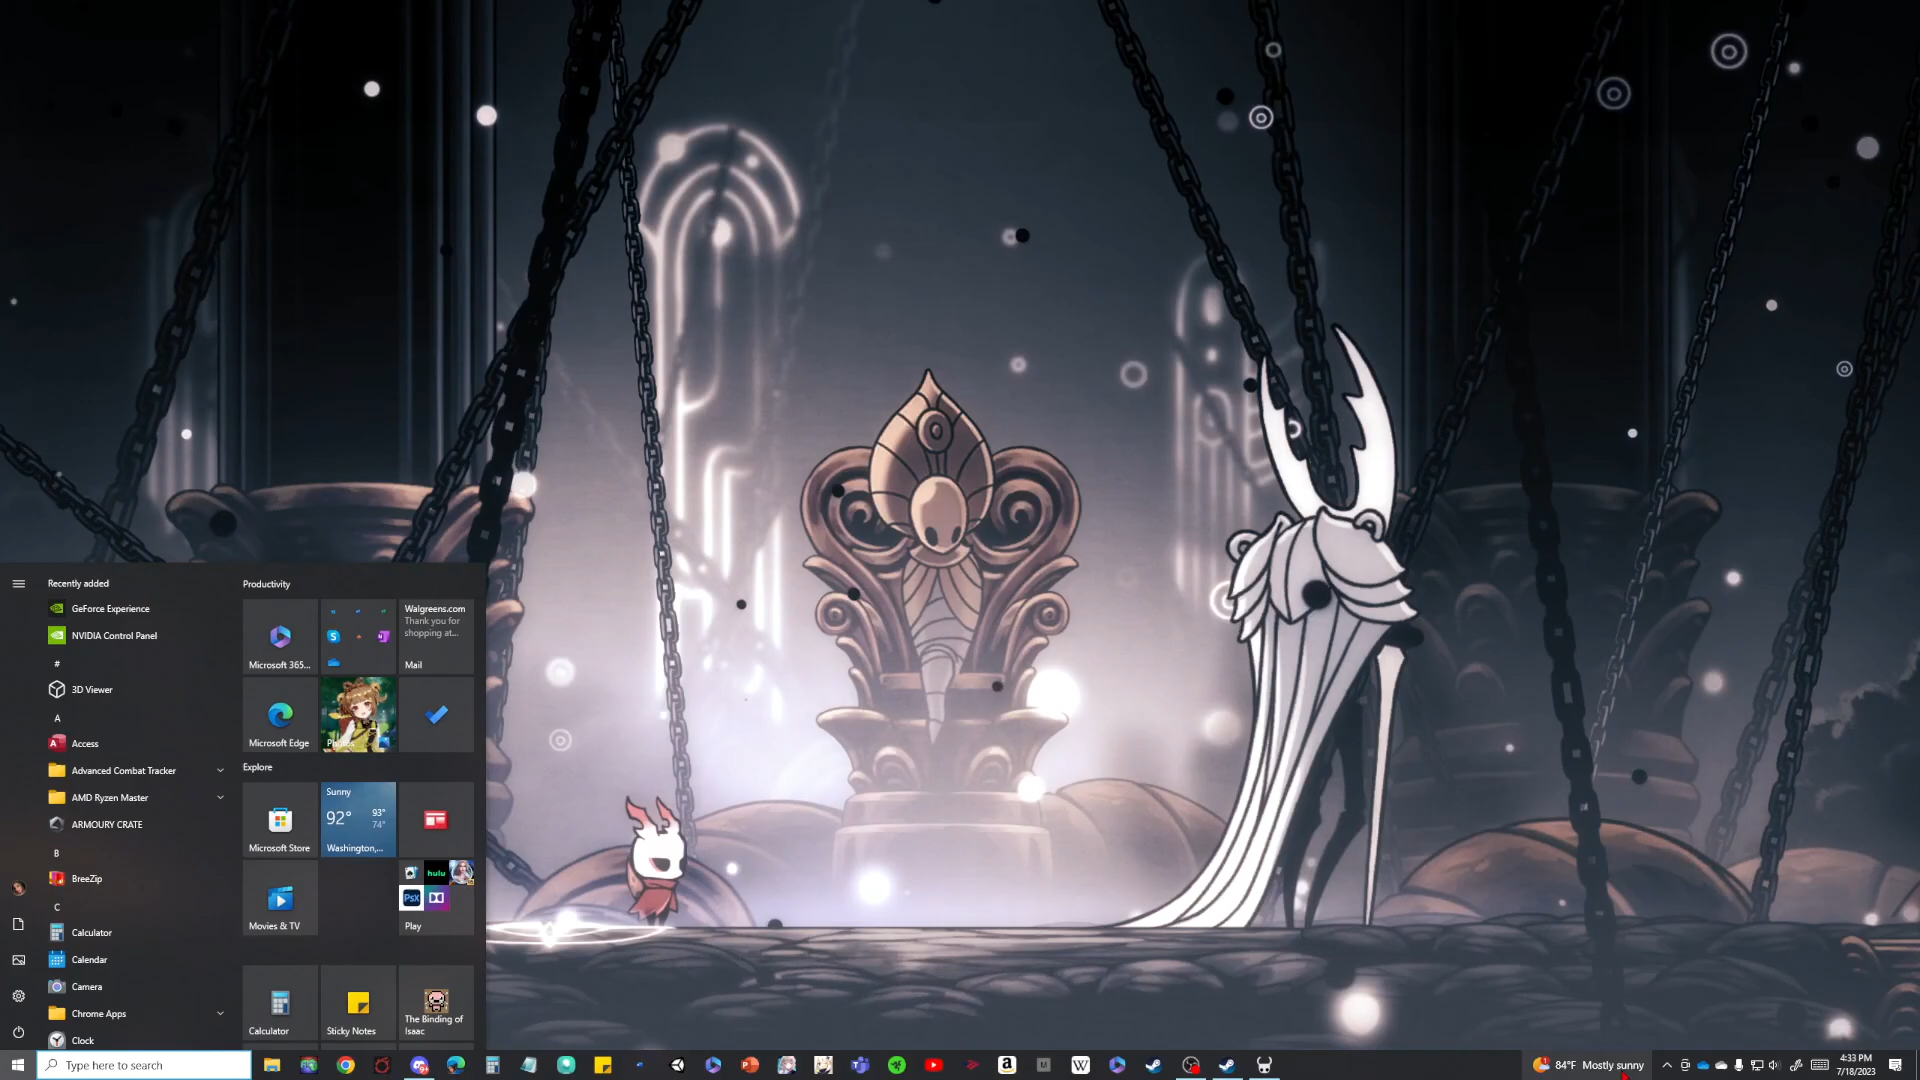 Recently added
GeForce Experience
NVIDIA Control Panel
#
3D Viewer
A
Access
Advanced Combat Tracker
AMD Ryzen Master
ARMOURY CRATE
B
BreeZip
C
Calculator
Calendar
Camera
Chrome Apps
Clock
Productivity
Microsoft 365...
Walgreens.com
Thank you for
shopping at...
Mail
Microsoft Edge
Photos
Explore
Microsoft Store
Sunny
92°
93°
74°
Washington,...
Movies & TV
hulu
PsX
Play
Calculator
Sticky Notes
The Binding of
Isaac
Type here to search
84°F Mostly sunny
4:33 PM
7/18/2023